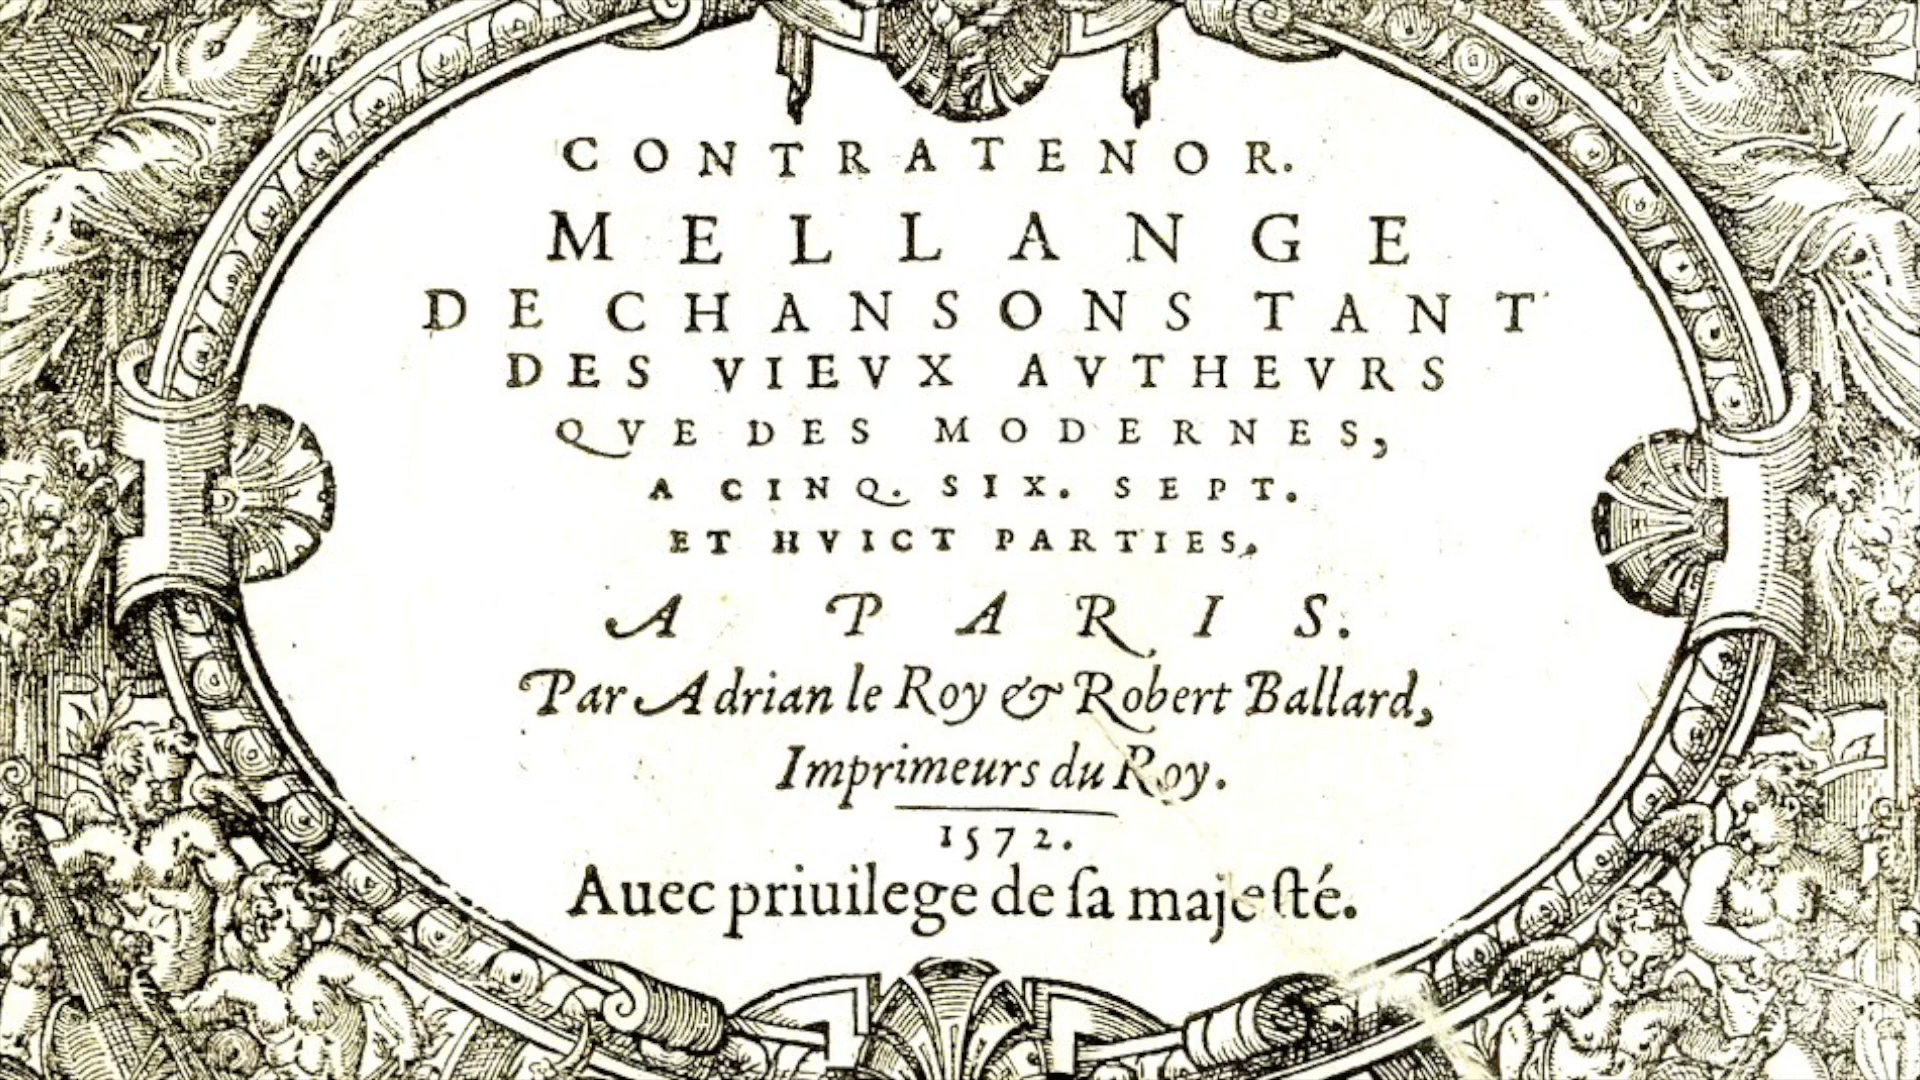 CONTRATENOR.
MELLANGE
DE CHANSONS TANT
DES VIEVX AVTHEVRS
QVE DES MODERNES,
A CINQ. SIX. SEPT.
ET HVICT PARTIES,
A PARIS.
Par Adrian le Roy & Robert Ballard,
Imprimeurs du Roy.
1572.
Auec priuilege de ſa majeſté.